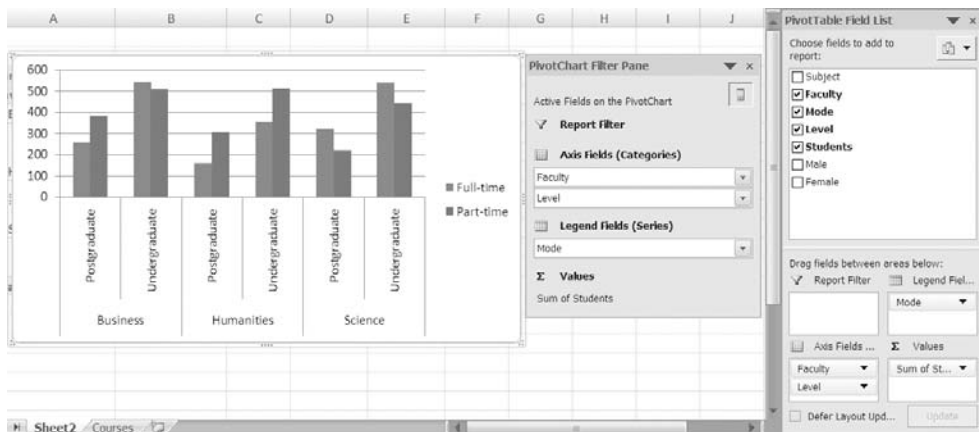 A B C D E F G H I J
600
500
400
300
200
100
0
Postgraduate
Undergraduate
Postgraduate
Undergraduate
Postgraduate
Undergraduate
Business Humanities Science
Full-time
Part-time
PivotChart Filter Pane
Active Fields on the PivotChart
Report Filter
Axis Fields (Categories)
Faculty
Level
Legend Fields (Series)
Mode
Σ Values
Sum of Students
PivotTable Field List
Choose fields to add to
report:
Subject
Faculty
Mode
Level
Students
Male
Female
Drag fields between areas below:
Report Filter Legend Fiel...
Mode
Axis Fields ... Σ Values
Faculty Sum of St...
Level
Defer Layout Upd... Update
Sheet2 Courses